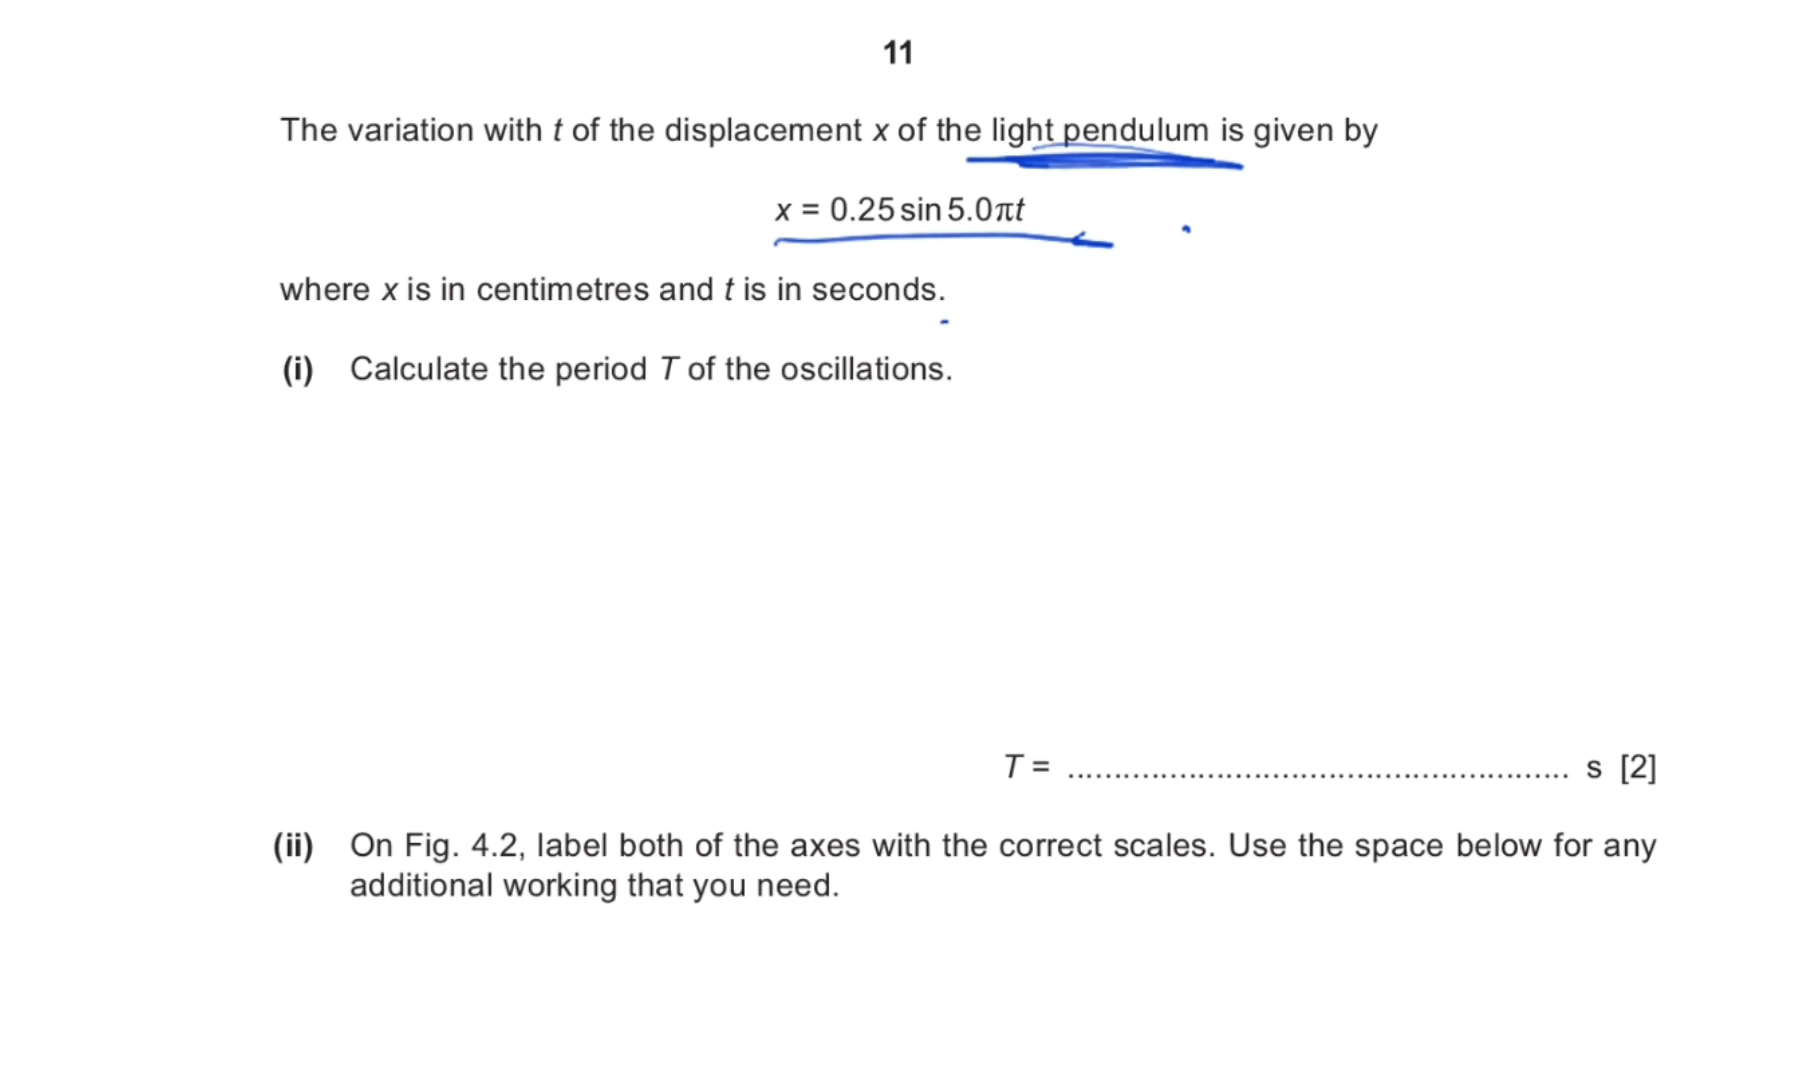 11
The variation with t of the displacement x of the light pendulum is given by
x = 0.25 sin 5.0πt
where x is in centimetres and t is in seconds.
(i) Calculate the period T of the oscillations.
T = ...................................................... s [2]
(ii) On Fig. 4.2, label both of the axes with the correct scales. Use the space below for any
additional working that you need.